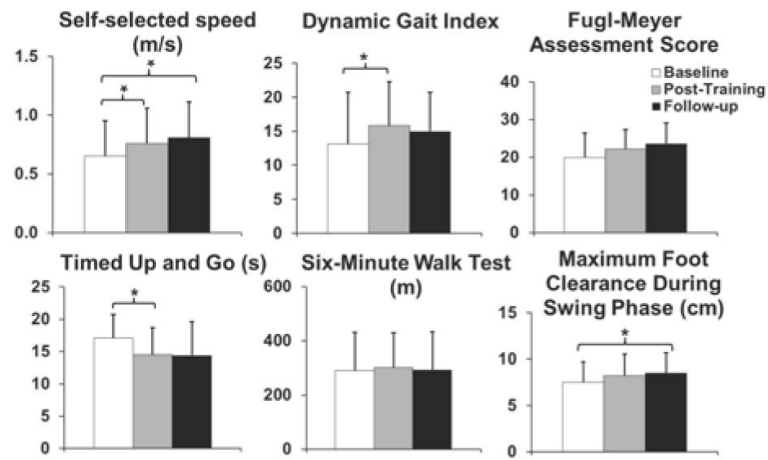 Self-selected speed
(m/s)
1.5
1.0
0.5
0.0
*
*
Dynamic Gait Index
25
20
15
10
5
0
*
Fugl-Meyer
Assessment Score
40
30
20
10
0
Baseline
Post-Training
Follow-up
Timed Up and Go (s)
25
20
15
10
5
0
*
Six-Minute Walk Test
(m)
600
400
200
0
Maximum Foot
Clearance During
Swing Phase (cm)
15
10
5
0
*